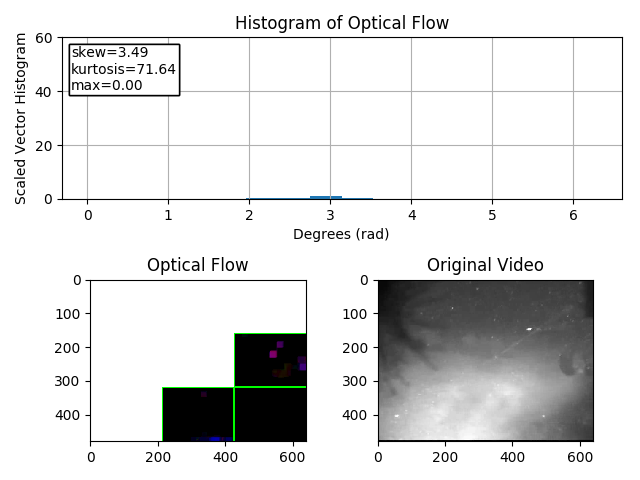 Histogram of Optical Flow
Scaled Vector Histogram
60
40
20
0
skew=3.49
kurtosis=71.64
max=0.00
0 1 2 3 4 5 6
Degrees (rad)
Optical Flow
0
100
200
300
400
0 200 400 600
Original Video
0
100
200
300
400
0 200 400 600